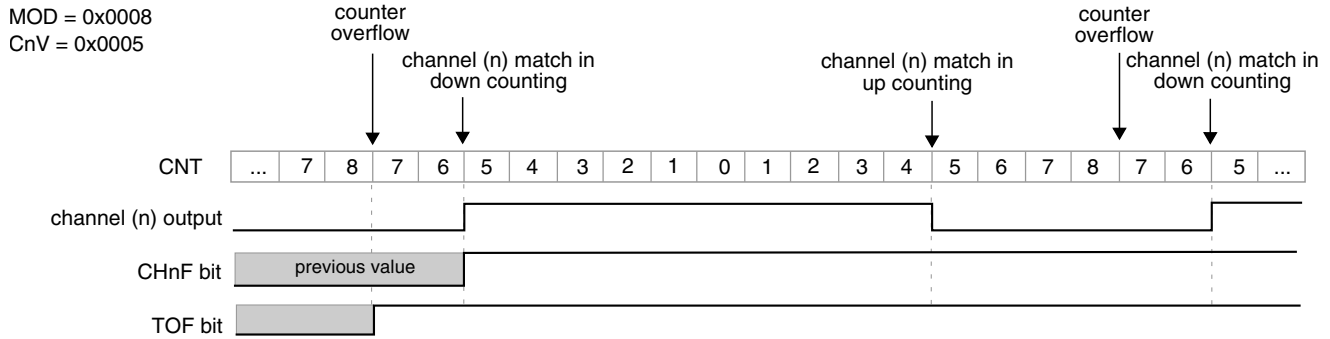 MOD = 0x0008
CnV = 0x0005
counter
overflow
channel (n) match in
down counting
channel (n) match in
up counting
counter
overflow
channel (n) match in
down counting
CNT ... 7 8 7 6 5 4 3 2 1 0 1 2 3 4 5 6 7 8 7 6 5 ...
channel (n) output
CHnF bit previous value
TOF bit